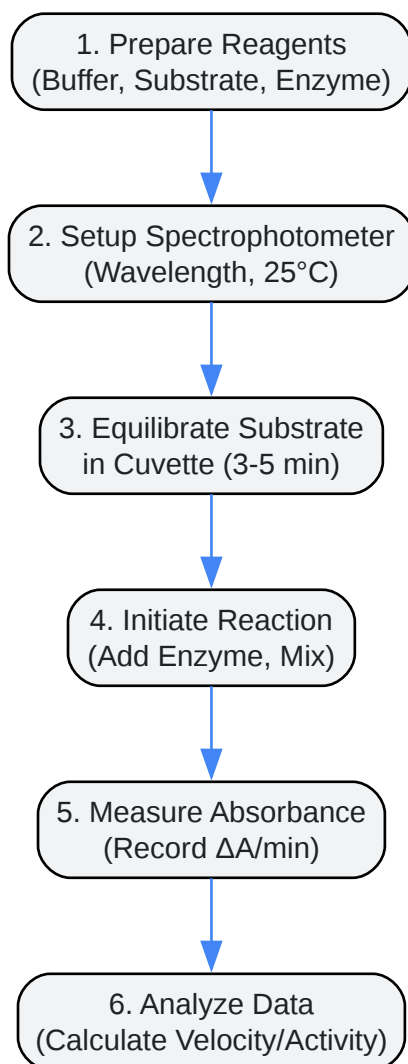 1. Prepare Reagents
(Buffer, Substrate, Enzyme)
2. Setup Spectrophotometer
(Wavelength, 25°C)
3. Equilibrate Substrate
in Cuvette (3-5 min)
4. Initiate Reaction
(Add Enzyme, Mix)
5. Measure Absorbance
(Record ΔA/min)
6. Analyze Data
(Calculate Velocity/Activity)